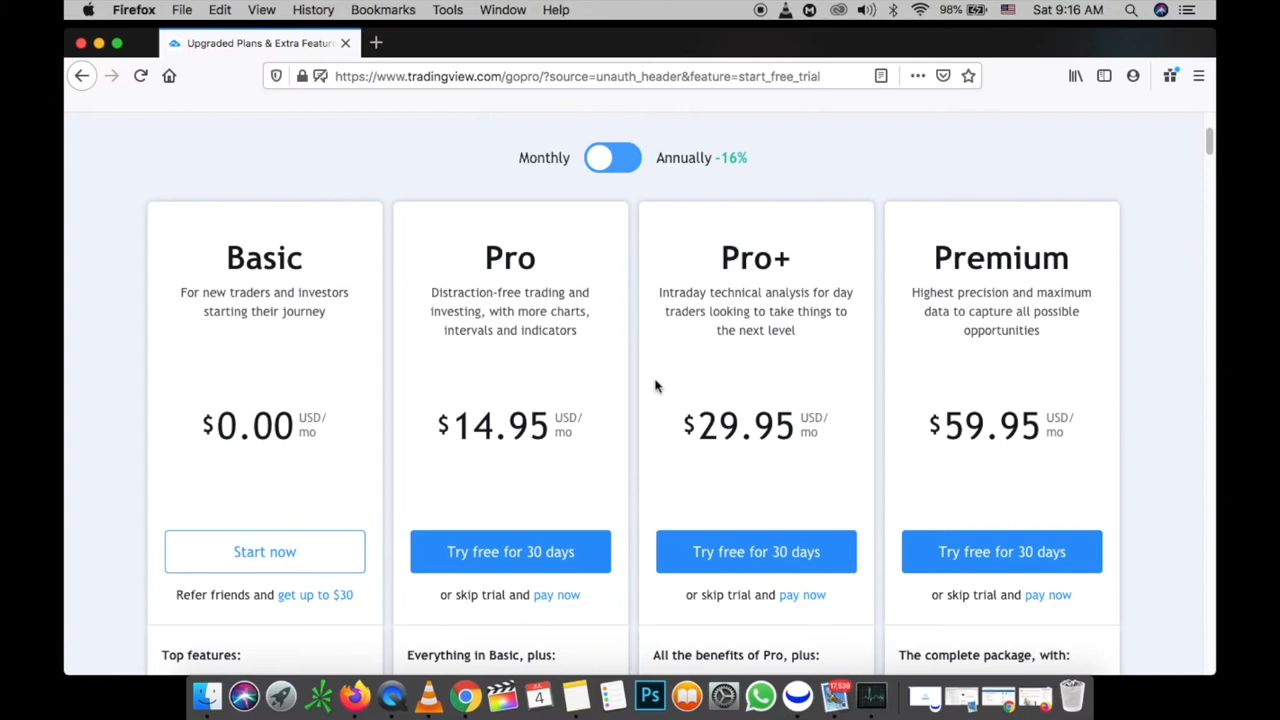 Firefox File Edit View History Bookmarks Tools Window Help 98% Sat 9:16 AM
Upgraded Plans & Extra Featur
https://www.tradingview.com/gopro/?source=unauth_header&feature=start_free_trial
Monthly Annually -16%
Basic
For new traders and investors
starting their journey
$0.00 USD/
mo
Start now
Refer friends and get up to $30
Top features:
Pro
Distraction-free trading and
investing, with more charts,
intervals and indicators
$14.95 USD/
mo
Try free for 30 days
or skip trial and pay now
Everything in Basic, plus:
Pro+
Intraday technical analysis for day
traders looking to take things to
the next level
$29.95 USD/
mo
Try free for 30 days
or skip trial and pay now
All the benefits of Pro, plus:
Premium
Highest precision and maximum
data to capture all possible
opportunities
$59.95 USD/
mo
Try free for 30 days
or skip trial and pay now
The complete package, with:
4
Ps
17,539